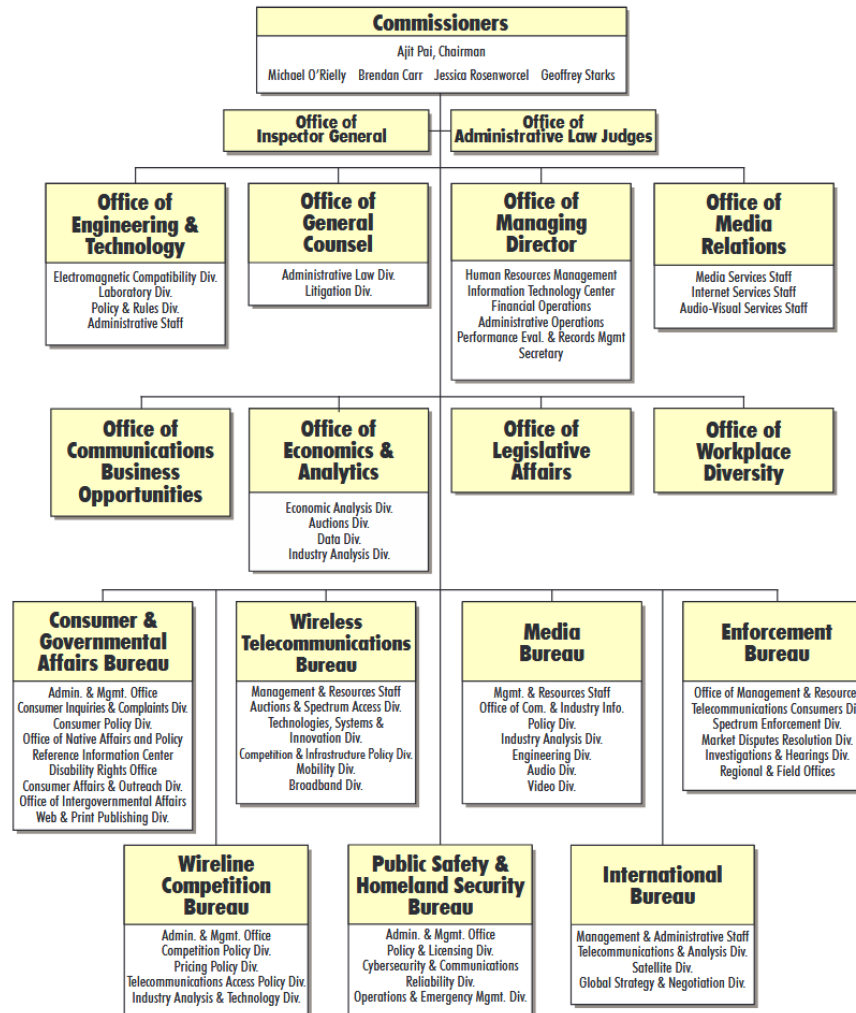 Commissioners
Ajit Pai, Chairman
Michael O'Rielly Brendan Carr Jessica Rosenworcel Geoffrey Starks
Office of
Inspector General
Office of
Administrative Law Judges
Office of
Engineering &
Technology
Electromagnetic Compatibility Div.
Laboratory Div.
Policy & Rules Div.
Administrative Staff
Office of
General
Counsel
Administrative Law Div.
Litigation Div.
Office of
Managing
Director
Human Resources Management
Information Technology Center
Financial Operations
Administrative Operations
Performance Eval. & Records Mgmt
Secretary
Office of
Media
Relations
Media Services Staff
Internet Services Staff
Audio-Visual Services Staff
Office of
Communications
Business
Opportunities
Office of
Economics &
Analytics
Economic Analysis Div.
Auctions Div.
Data Div.
Industry Analysis Div.
Office of
Legislative
Affairs
Office of
Workplace
Diversity
Consumer &
Governmental
Affairs Bureau
Admin. & Mgmt. Office
Consumer Inquiries & Complaints Div.
Consumer Policy Div.
Office of Native Affairs and Policy
Reference Information Center
Disability Rights Office
Consumer Affairs & Outreach Div.
Office of Intergovernmental Affairs
Web & Print Publishing Div.
Wireless
Telecommunications
Bureau
Management & Resources Staff
Auctions & Spectrum Access Div.
Technologies, Systems &
Innovation Div.
Competition & Infrastructure Policy Div.
Mobility Div.
Broadband Div.
Media
Bureau
Mgmt. & Resources Staff
Office of Com. & Industry Info.
Policy Div.
Industry Analysis Div.
Engineering Div.
Audio Div.
Video Div.
Enforcement
Bureau
Office of Management & Resource
Telecommunications Consumers Di
Spectrum Enforcement Div.
Market Disputes Resolution Div.
Investigations & Hearings Div.
Regional & Field Offices
Wireline
Competition
Bureau
Admin. & Mgmt. Office
Competition Policy Div.
Pricing Policy Div.
Telecommunications Access Policy Div.
Industry Analysis & Technology Div.
Public Safety &
Homeland Security
Bureau
Admin. & Mgmt. Office
Policy & Licensing Div.
Cybersecurity & Communications
Reliability Div.
Operations & Emergency Mgmt. Div.
International
Bureau
Management & Administrative Staff
Telecommunications & Analysis Div.
Satellite Div.
Global Strategy & Negotiation Div.